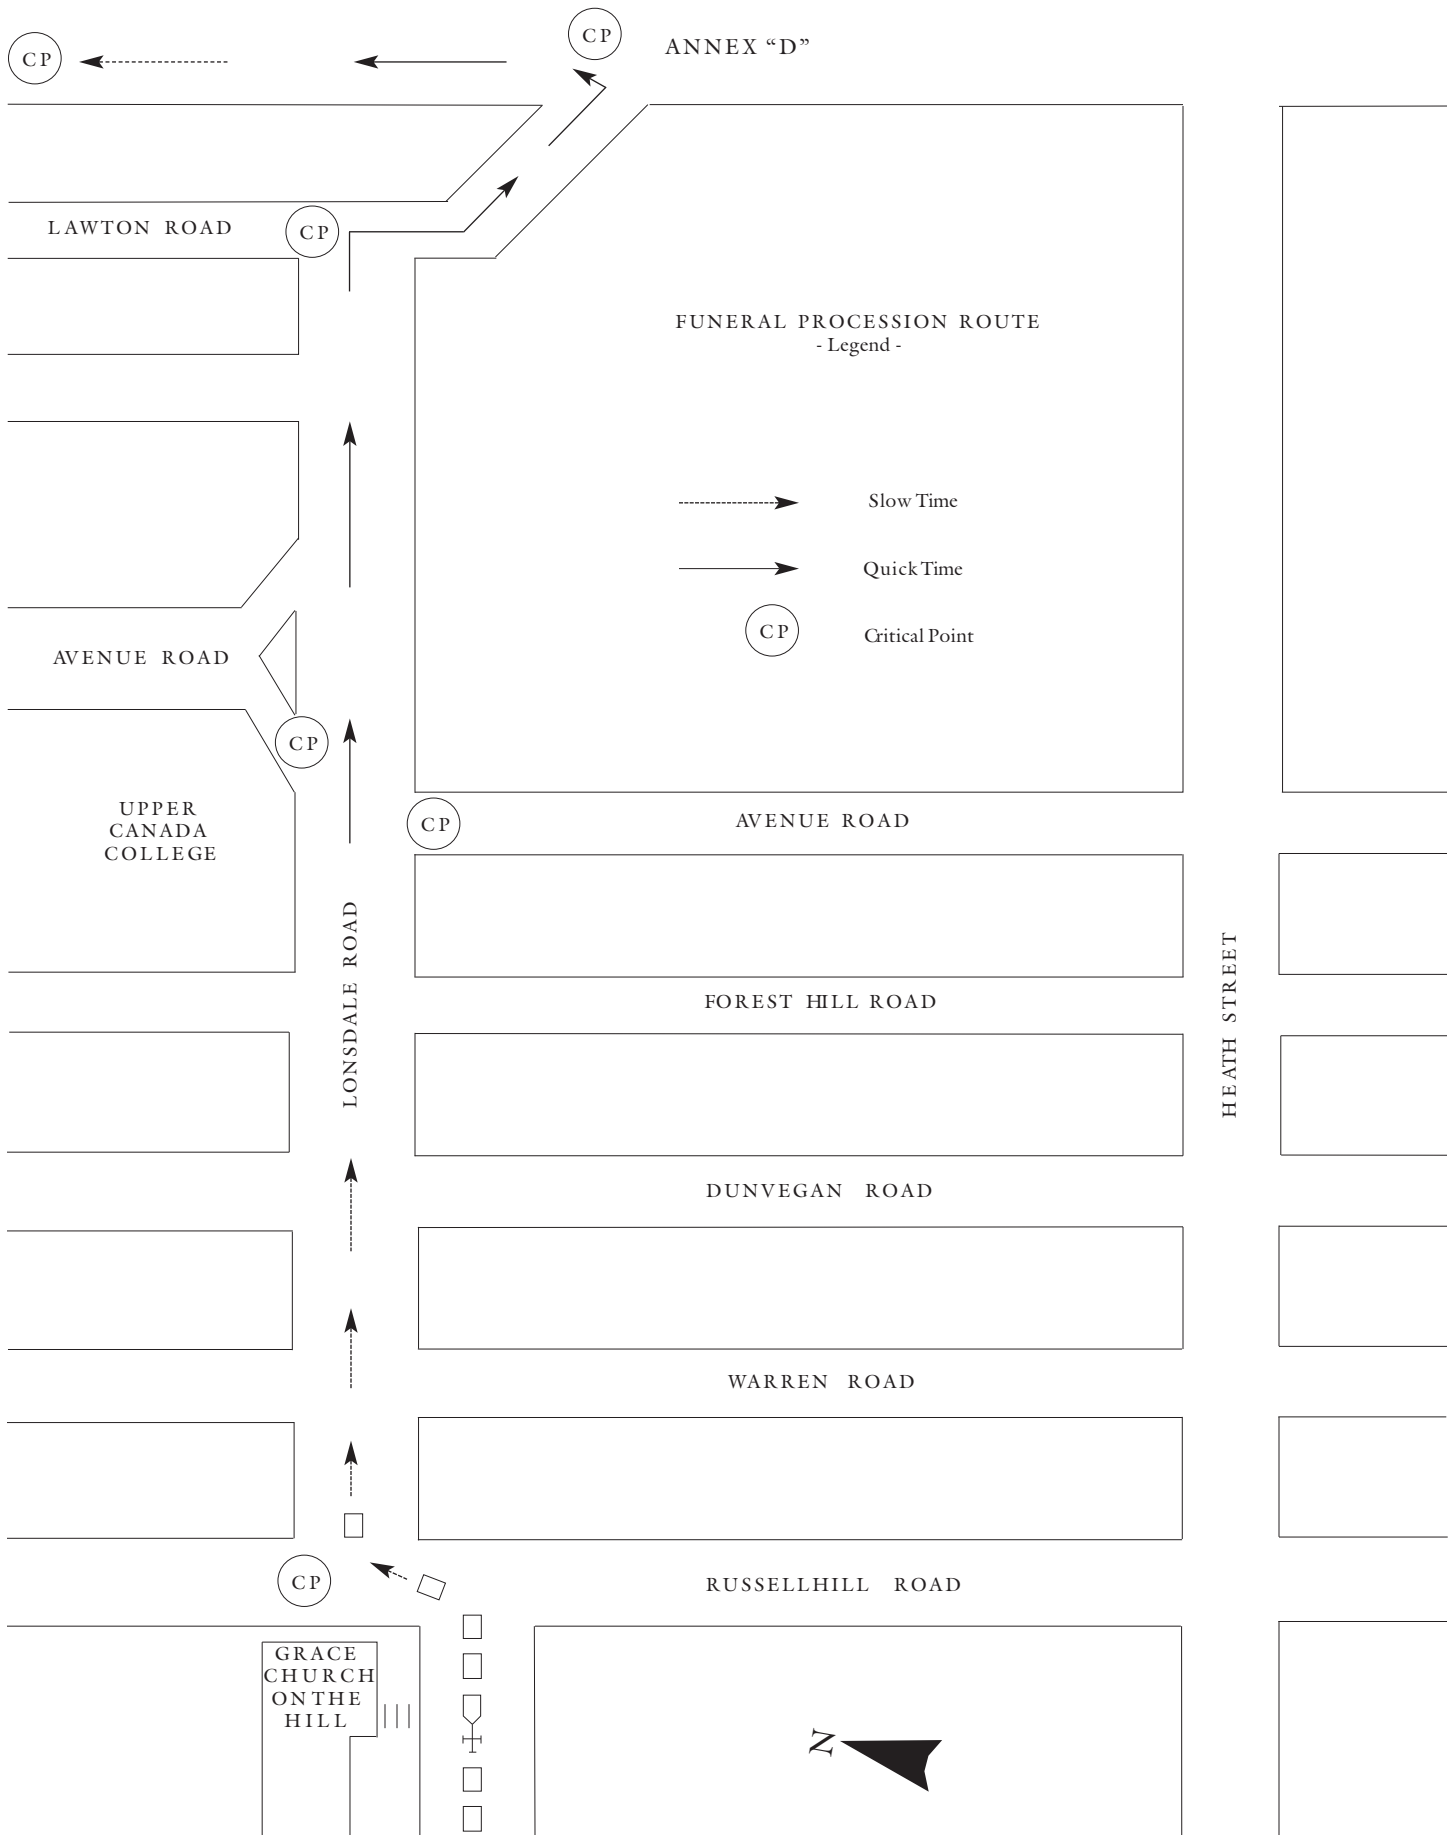 CP
CP
ANNEX “D”
LAWTON ROAD
CP
FUNERAL PROCESSION ROUTE
- Legend -
Slow Time
Quick Time
CP
Critical Point
AVENUE ROAD
CP
UPPER
CANADA
COLLEGE
CP
AVENUE ROAD
LONSDALE ROAD
FOREST HILL ROAD
HEATH STREET
DUNVEGAN ROAD
WARREN ROAD
CP
RUSSELLHILL ROAD
GRACE
CHURCH
ON THE
HILL
N